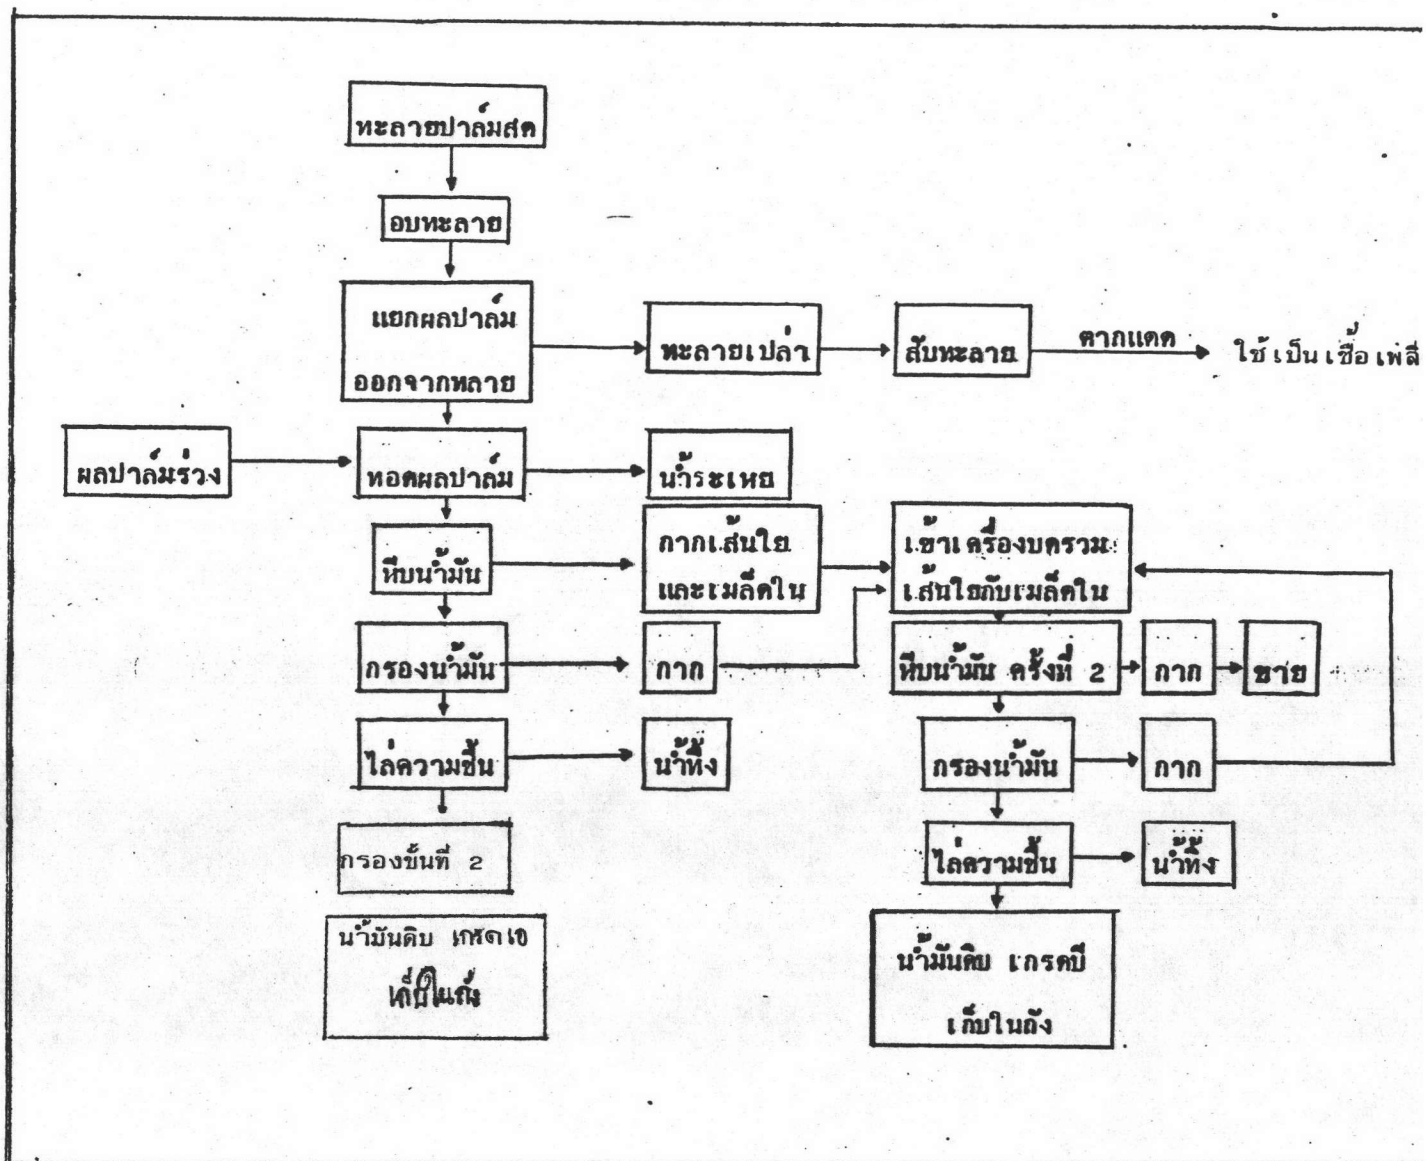 ทะลายปาล์มสด
อบทะลาย
แยกผลปาล์ม
ออกจากทลาย
ทะลายเปล่า
สับทะลาย
ตากแดด
ใช้เป็นเชื้อเพลิ
ผลปาล์มร่วง
ทอดผลปาล์ม
น้ำระเหย
หีบน้ำมัน
กากเส้นใย
และเมล็ดใน
เข้าเครื่องบดรวม
เส้นใยกับเมล็ดใน
กรองน้ำมัน
กาก
หีบน้ำมัน ครั้งที่ 2
กาก
ขาย
ไล่ความชื้น
น้ำทิ้ง
กรองน้ำมัน
กาก
กรองขั้นที่ 2
ไล่ความชื้น
น้ำทิ้ง
น้ำมันดิบ เกรดเอ
เก็บในถัง
น้ำมันดิบ เกรดบี
เก็บในถัง